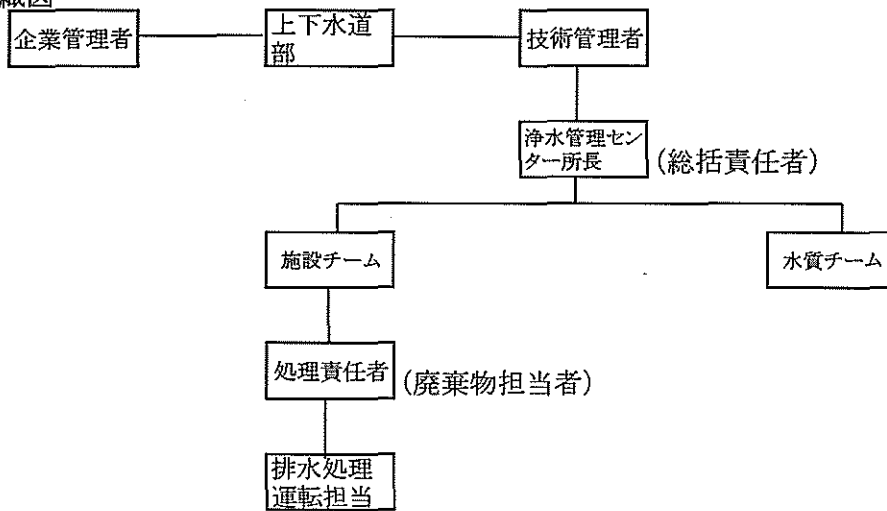 織図
企業管理者
上下水道
部
技術管理者
浄水管理セン
ター所長
(総括責任者)
施設チーム
水質チーム
処理責任者
(廃棄物担当者)
排水処理
運転担当